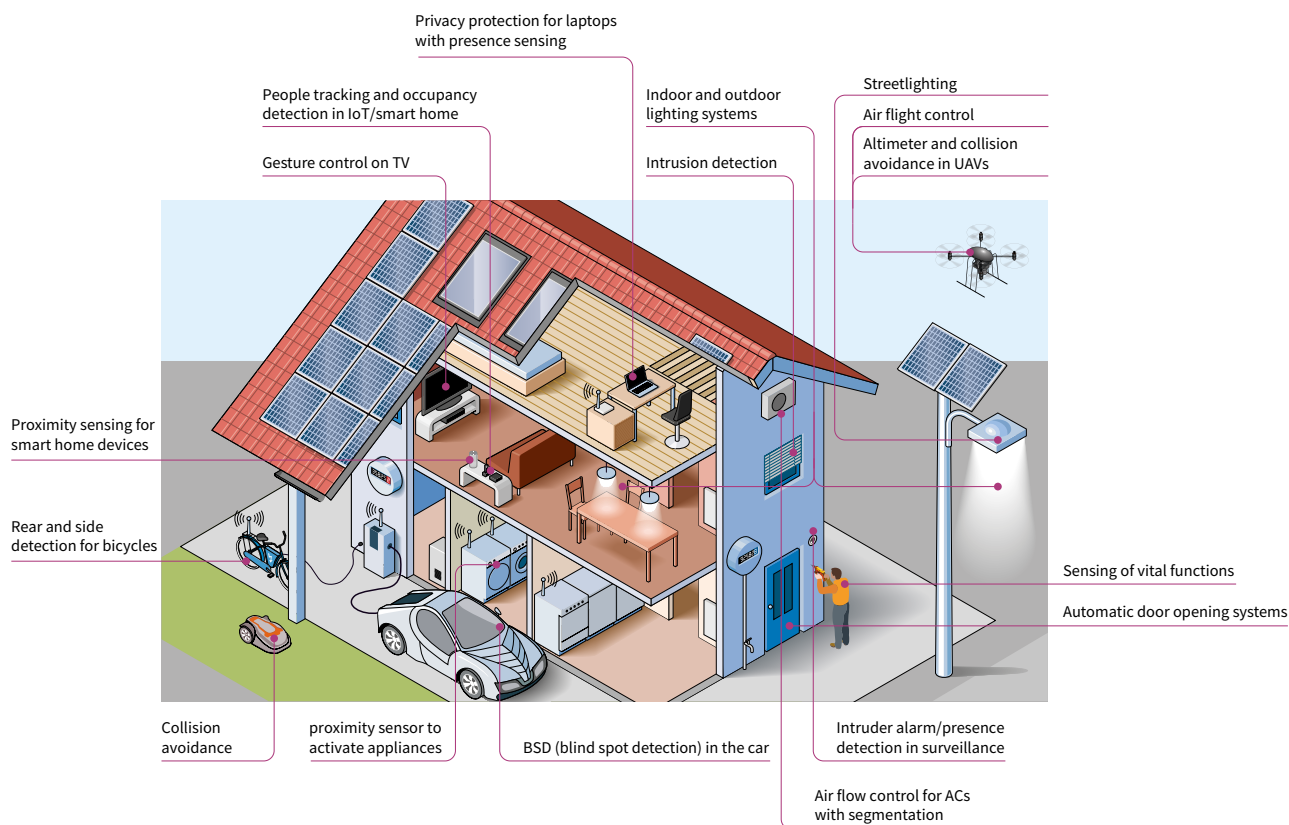 Privacy protection for laptops
with presence sensing
People tracking and occupancy
detection in IoT/smart home
Gesture control on TV
Indoor and outdoor
lighting systems
Intrusion detection
Streetlighting
Air flight control
Altimeter and collision
avoidance in UAVs
Proximity sensing for
smart home devices
Rear and side
detection for bicycles
Sensing of vital functions
Automatic door opening systems
Collision
avoidance
proximity sensor to
activate appliances
BSD (blind spot detection) in the car
Intruder alarm/presence
detection in surveillance
Air flow control for ACs
with segmentation